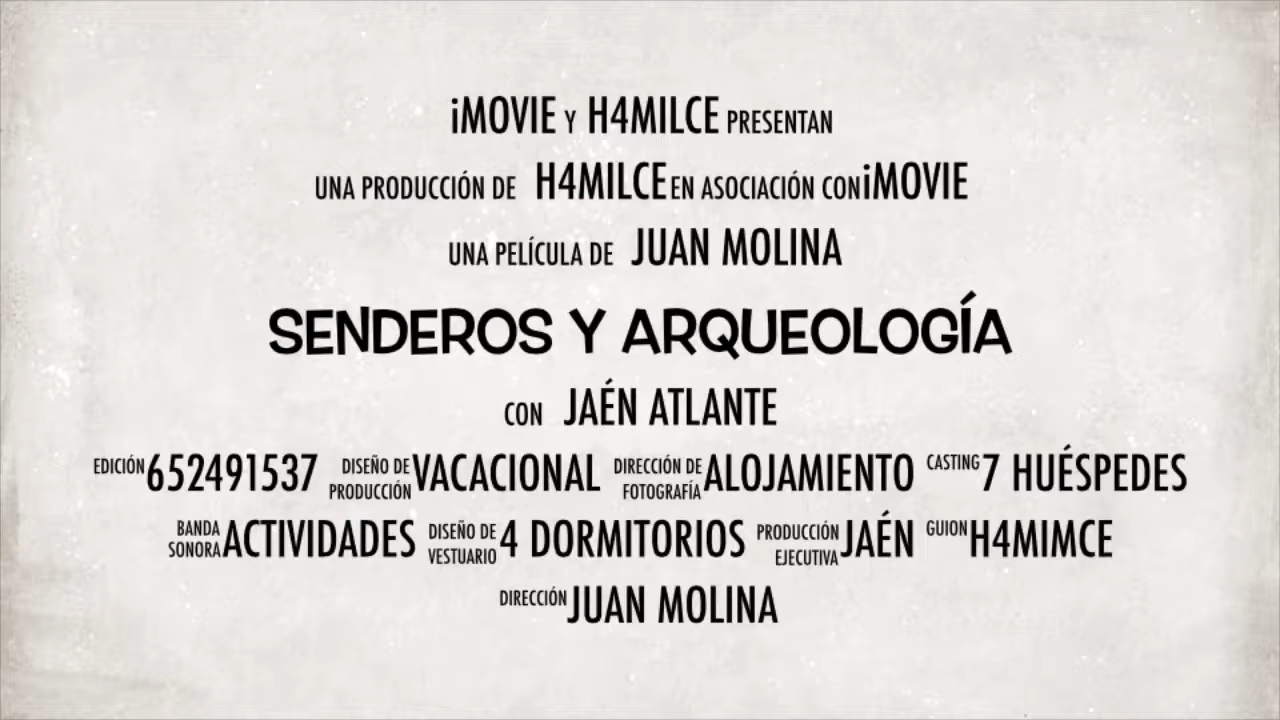 iMOVIE Y H4MILCE PRESENTAN
UNA PRODUCCIÓN DE H4MILCE EN ASOCIACIÓN CON iMOVIE
UNA PELÍCULA DE JUAN MOLINA
SENDEROS Y ARQUEOLOGÍA
CON JAÉN ATLANTE
EDICIÓN 652491537 DISEÑO DE PRODUCCIÓN VACACIONAL DIRECCIÓN DE FOTOGRAFÍA ALOJAMIENTO CASTING 7 HUÉSPEDES
BANDA SONORA ACTIVIDADES DISEÑO DE VESTUARIO 4 DORMITORIOS PRODUCCIÓN EJECUTIVA JAÉN GUION H4MIMCE
DIRECCIÓN JUAN MOLINA